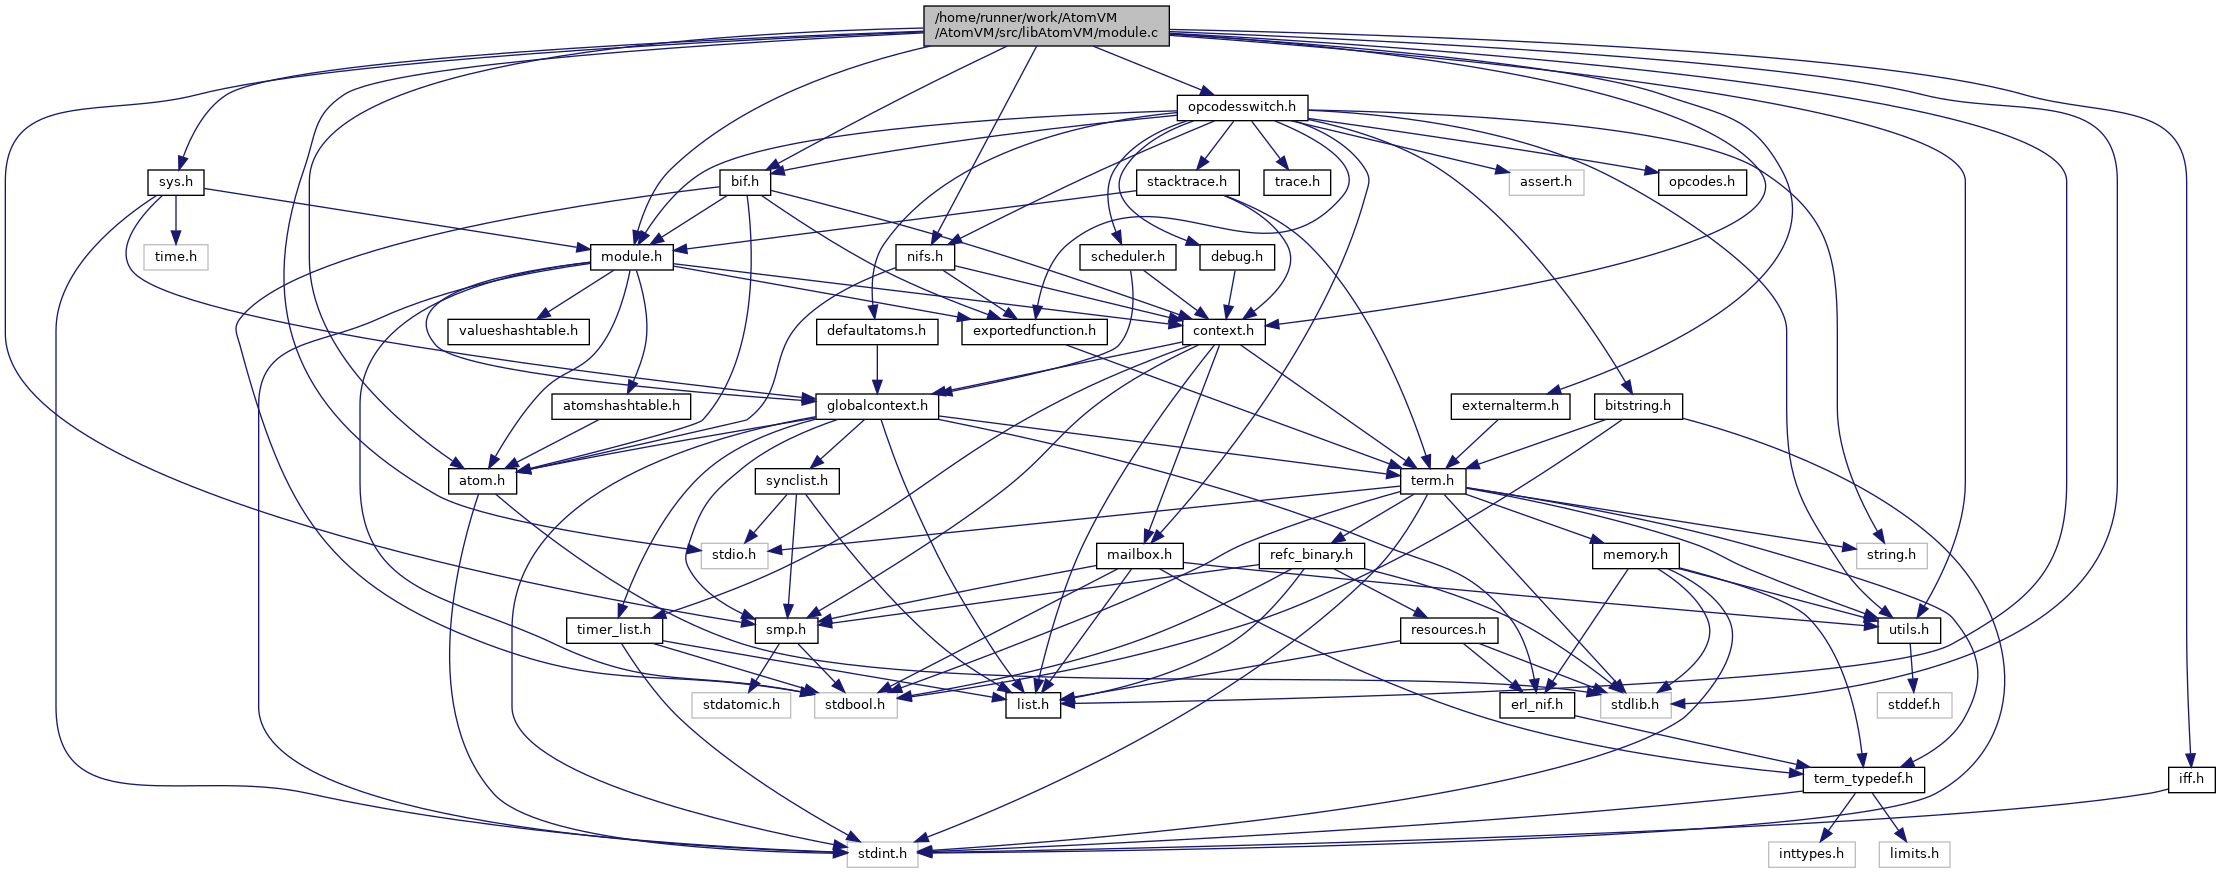 /home/runner/work/AtomVM
/AtomVM/src/libAtomVM/module.c
opcodesswitch.h
sys.h
bif.h
stacktrace.h
trace.h
assert.h
opcodes.h
time.h
module.h
nifs.h
scheduler.h
debug.h
valueshashtable.h
defaultatoms.h
exportedfunction.h
context.h
atomshashtable.h
globalcontext.h
externalterm.h
bitstring.h
atom.h
synclist.h
term.h
stdio.h
mailbox.h
refc_binary.h
memory.h
string.h
timer_list.h
smp.h
resources.h
utils.h
stdatomic.h
stdbool.h
list.h
erl_nif.h
stdlib.h
stddef.h
term_typedef.h
iff.h
stdint.h
inttypes.h
limits.h